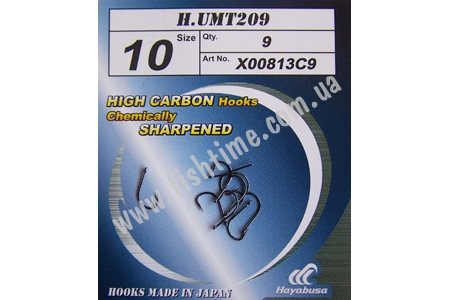 H.UMT209
10 Size Qty. 9
Art No. X00813C9
HIGH CARBON Hooks
Chemically
SHARPENED
www.fishtime.com.ua
HOOKS MADE IN JAPAN
Hayabusa